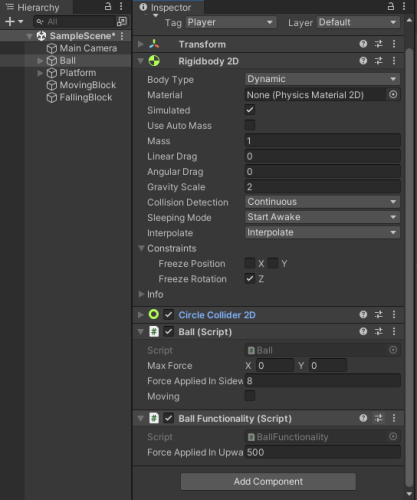 Hierarchy
All
SampleScene*
Main Camera
Ball
Platform
MovingBlock
FallingBlock
Inspector
Tag Player Layer Default
Transform
Rigidbody 2D
Body Type Dynamic
Material None (Physics Material 2D)
Simulated
Use Auto Mass
Mass 1
Linear Drag 0
Angular Drag 0
Gravity Scale 2
Collision Detection Continuous
Sleeping Mode Start Awake
Interpolate Interpolate
Constraints
Freeze Position X Y
Freeze Rotation Z
Info
Circle Collider 2D
# Ball (Script)
Script Ball
Max Force X 0 Y 0
Force Applied In Sidew 8
Moving
# Ball Functionality (Script)
Script BallFunctionality
Force Applied In Upwa 500
Add Component